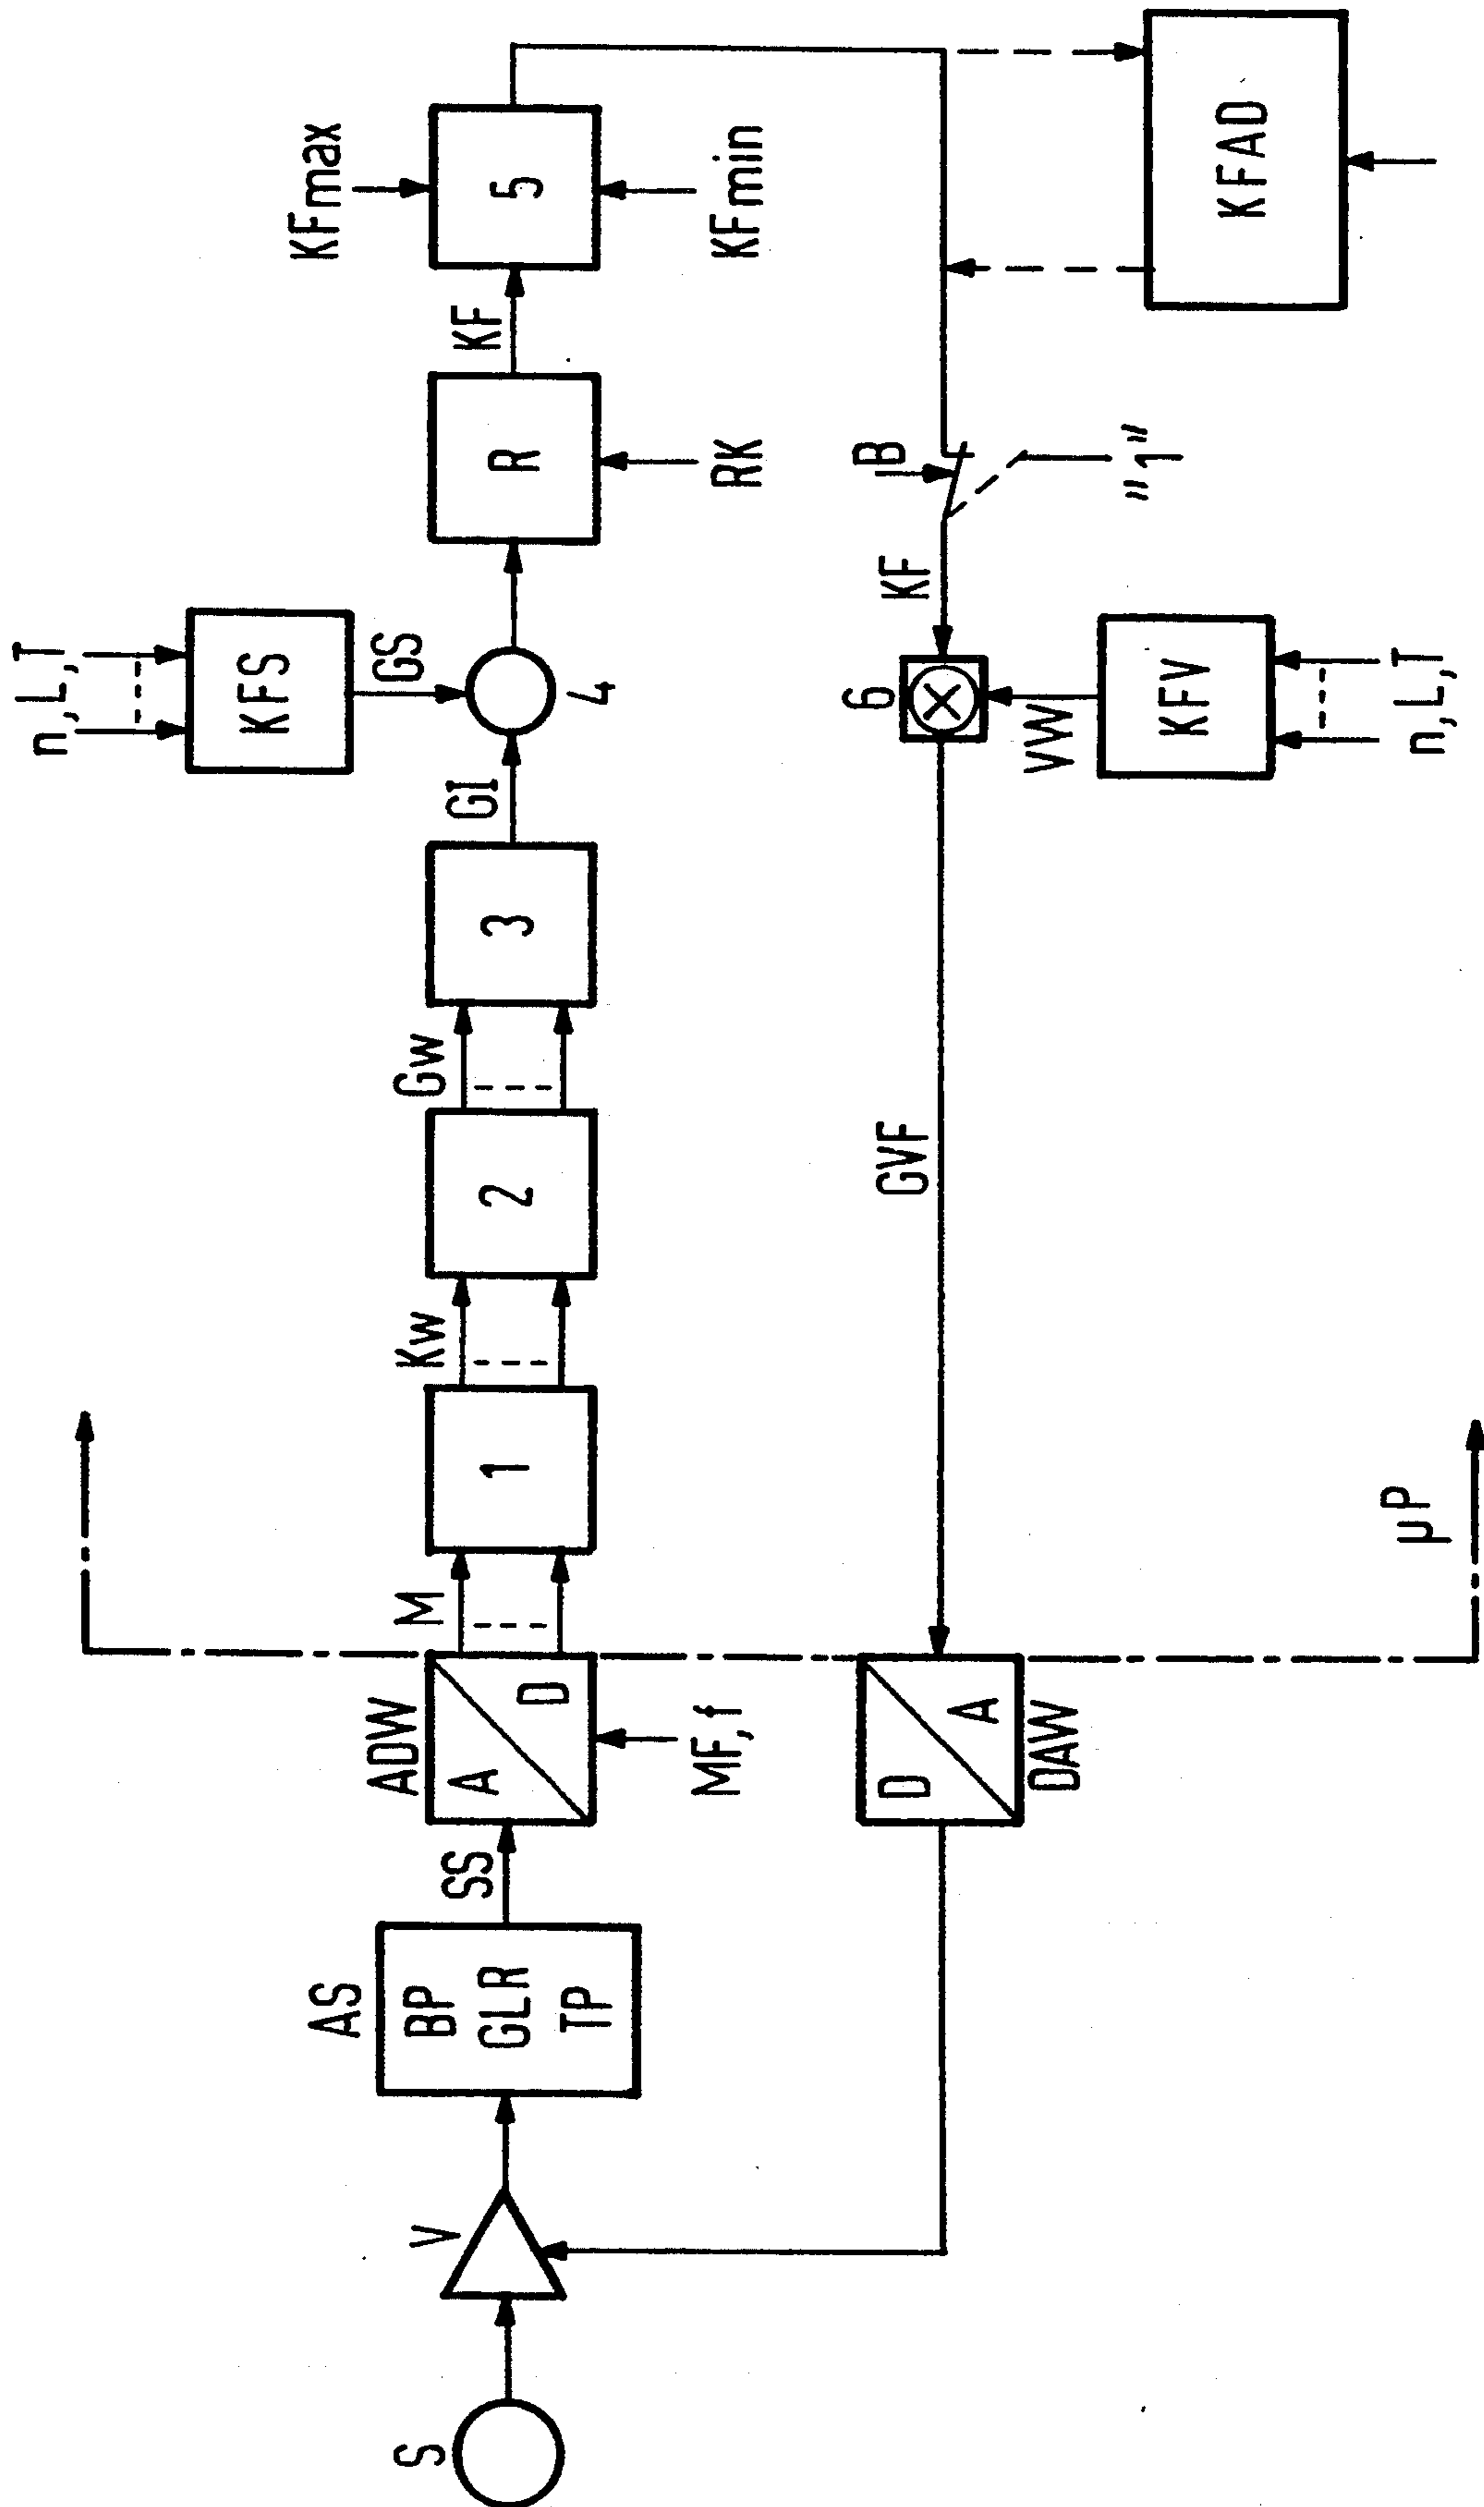 S
V
AS
BP
GLR
TP
SS
ADW
A
D
MF,f
M
1
Kw
2
Gw
3
GI
n,L,T
KFS
GS
4
R
RK
KF
KFmax
5
KFmin
D
A
DAW
GVF
6
KF
B
"1"
VW
KFV
n,L,T
KFAD
µP